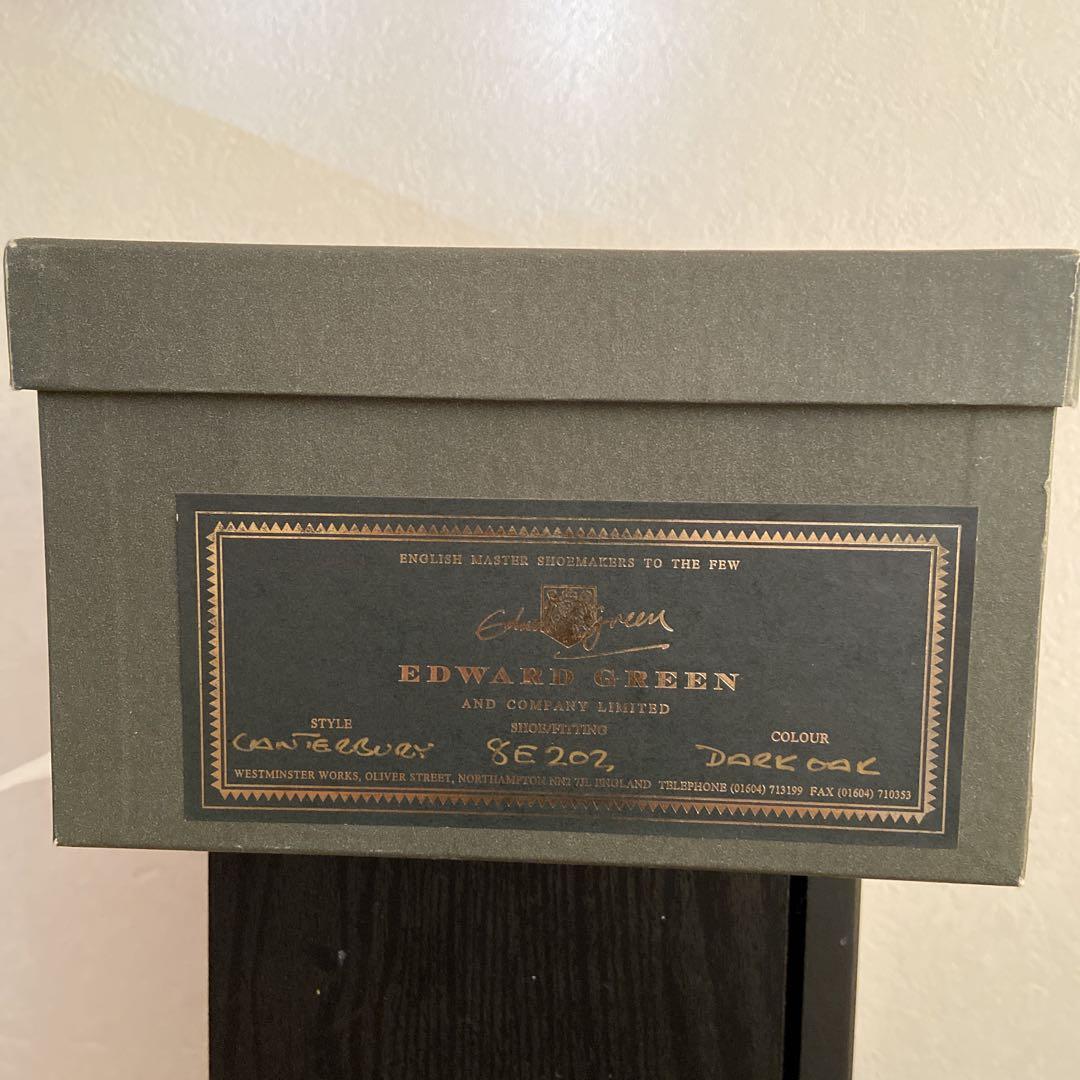 ENGLISH MASTER SHOEMAKERS TO THE FEW
Edward Green
EDWARD GREEN
AND COMPANY LIMITED
STYLE SHOE/FITTING COLOUR
CANTERBURY 8E 202, DARK OAK
WESTMINSTER WORKS, OLIVER STREET, NORTHAMPTON NN2 7JL ENGLAND TELEPHONE (01604) 713199 FAX (01604) 710353